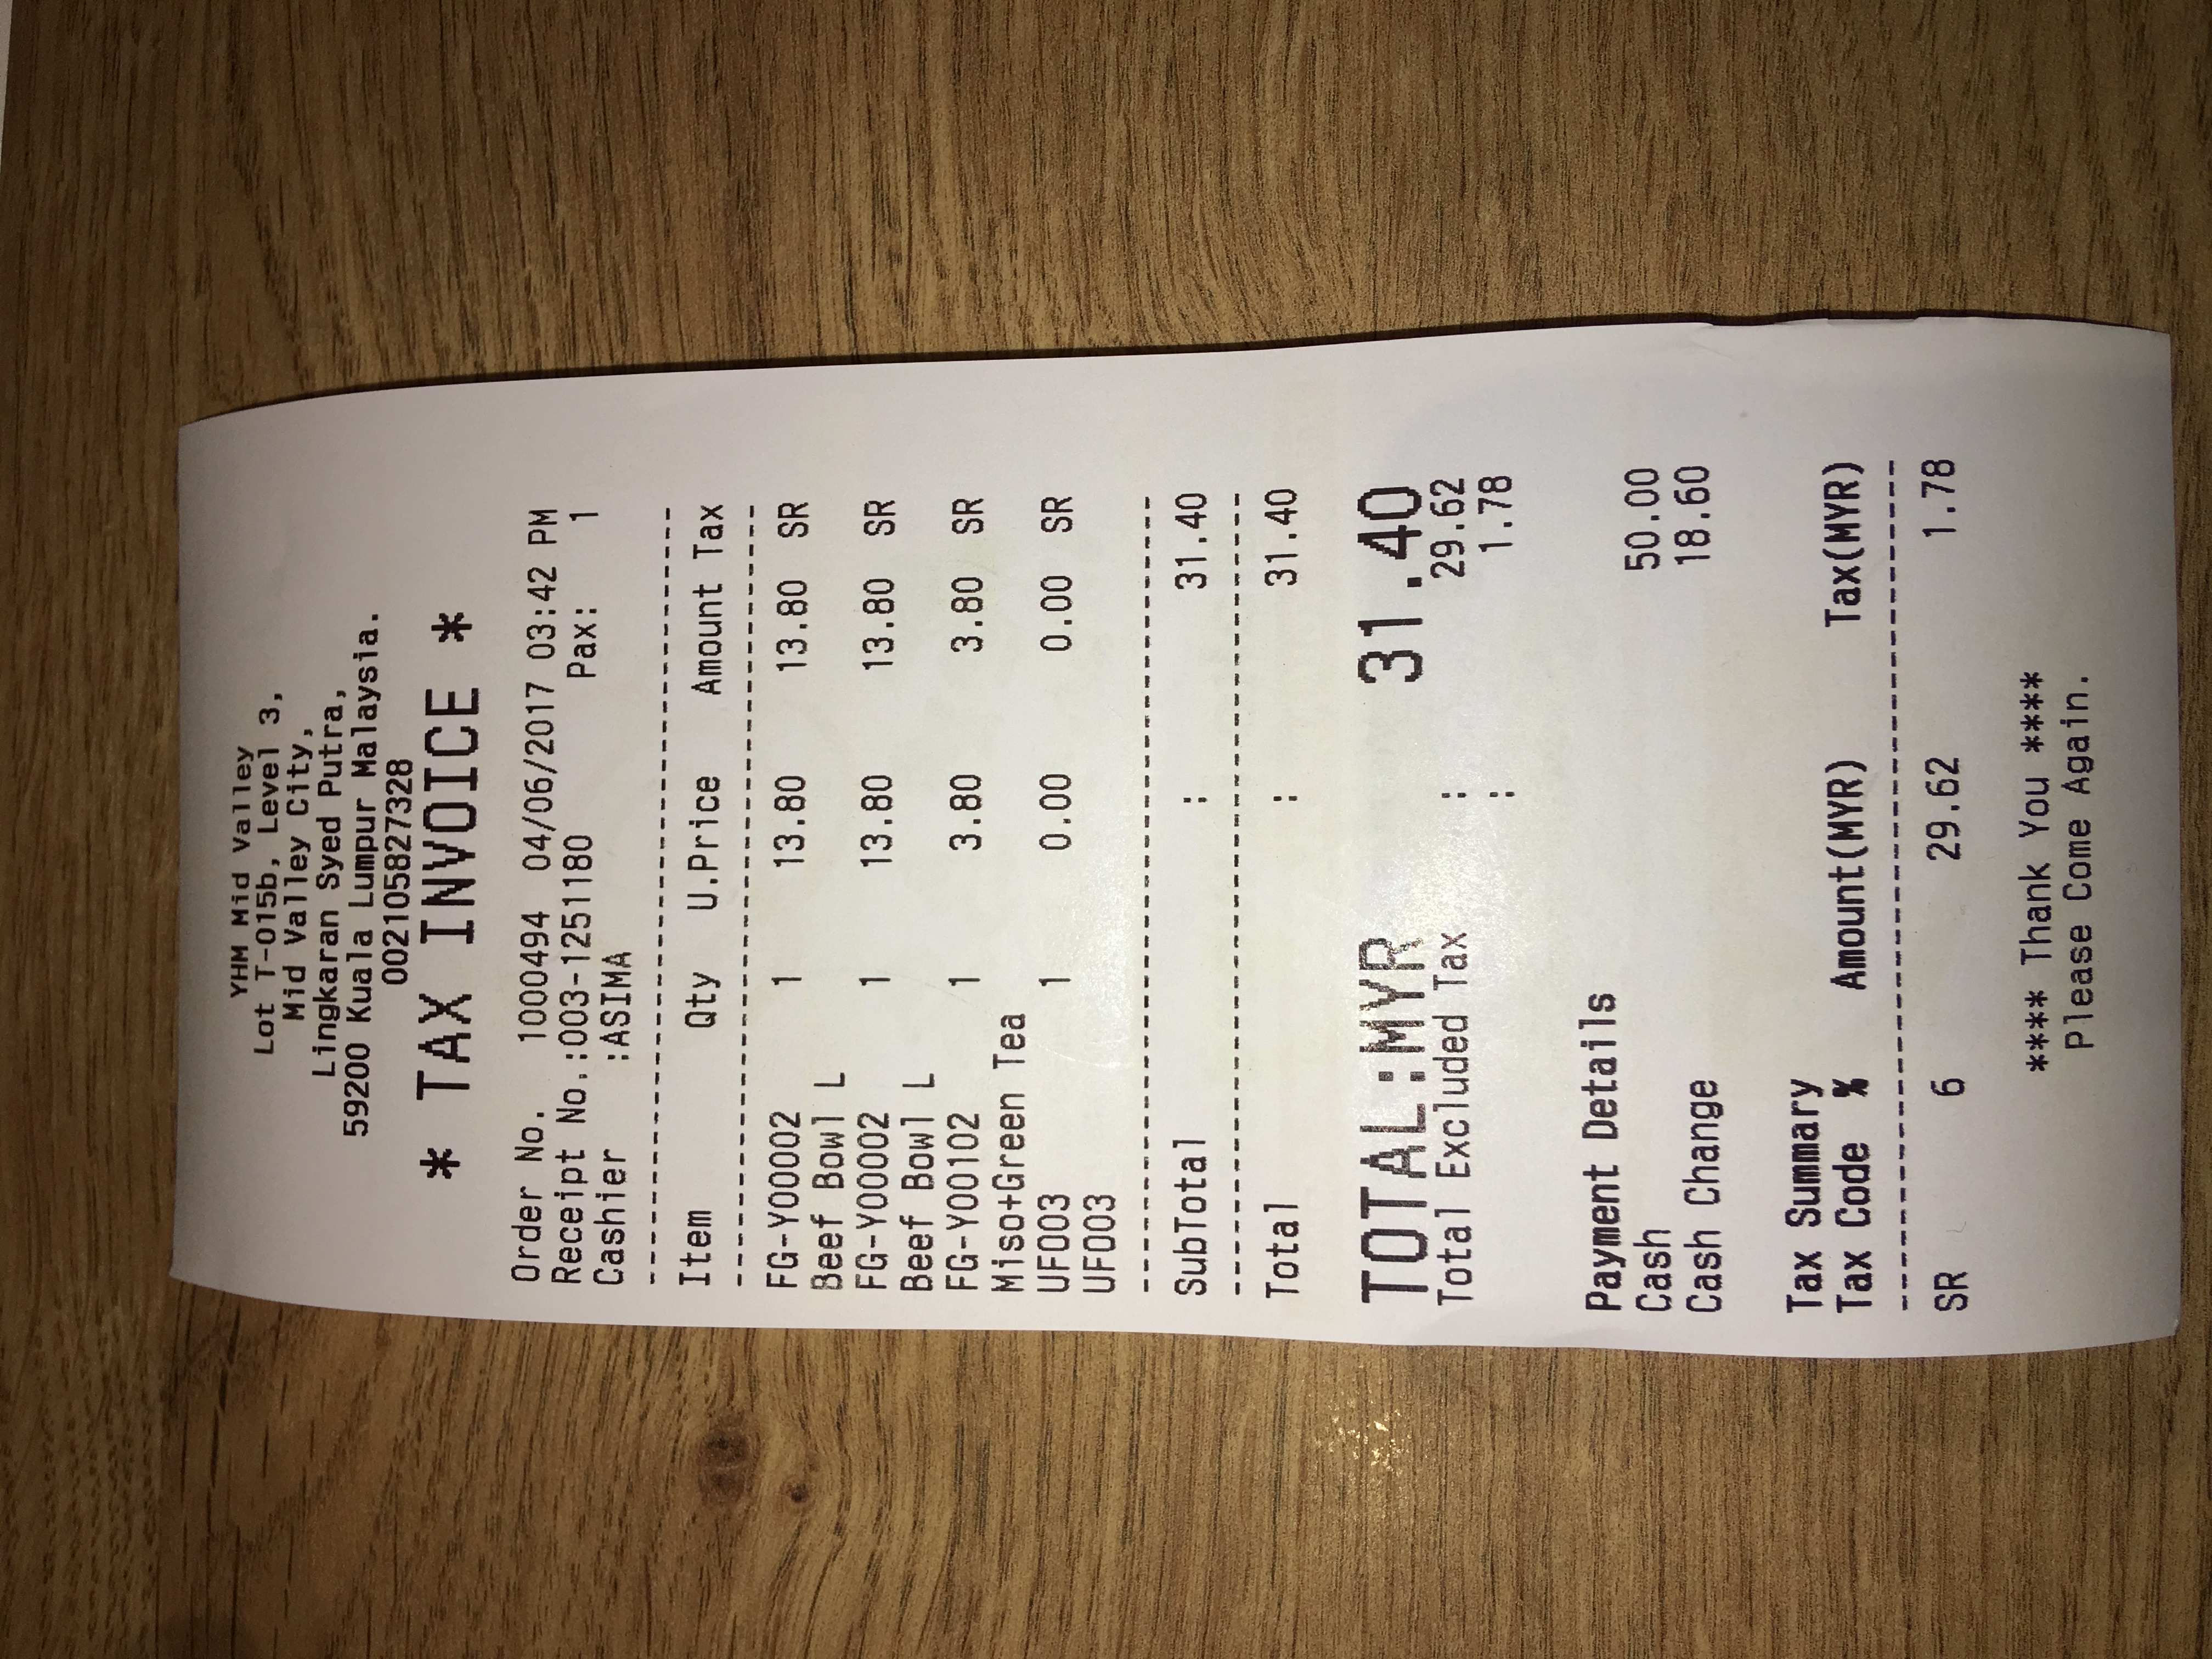 YHM Mid Valley
Lot T-015b, Level 3,
Mid Valley City,
Lingkaran Syed Putra,
59200 Kuala Lumpur Malaysia.
002105827328
* TAX INVOICE *
Order No. 1000494 04/06/2017 03:42 PM
Receipt No.:003-1251180 Pax: 1
Cashier :ASIMA
Item Qty U.Price Amount Tax
FG-Y00002 1 13.80 13.80 SR
Beef Bowl L
FG-Y00002 1 13.80 13.80 SR
Beef Bowl L
FG-Y00102 1 3.80 3.80 SR
Miso+Green Tea
UF003 1 0.00 0.00 SR
UF003
SubTotal : 31.40
Total : 31.40
TOTAL:MYR 31.40
Total Excluded Tax : 29.62
: 1.78
Payment Details
Cash 50.00
Cash Change 18.60
Tax Summary
Tax Code % Amount(MYR) Tax(MYR)
SR 6 29.62 1.78
**** Thank You ****
Please Come Again.